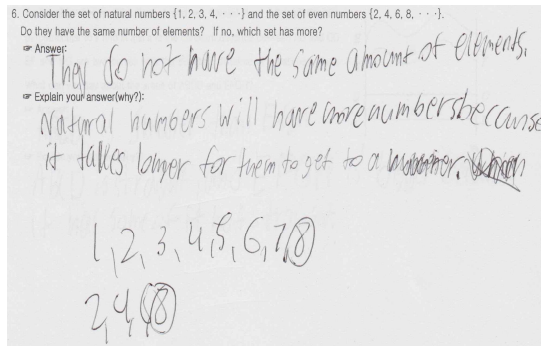 6. Consider the set of natural numbers {1, 2, 3, 4, · · ·} and the set of even numbers {2, 4, 6, 8, · · ·}.
Do they have the same number of elements? If no, which set has more?
☞ Answer:
They do not have the same amount of elements.
☞ Explain your answer(why?):
Natural numbers will have more numbers because
it takes longer for them to get to a number.
1, 2, 3, 4, 5, 6, 7, 8
2, 4, 6, 8